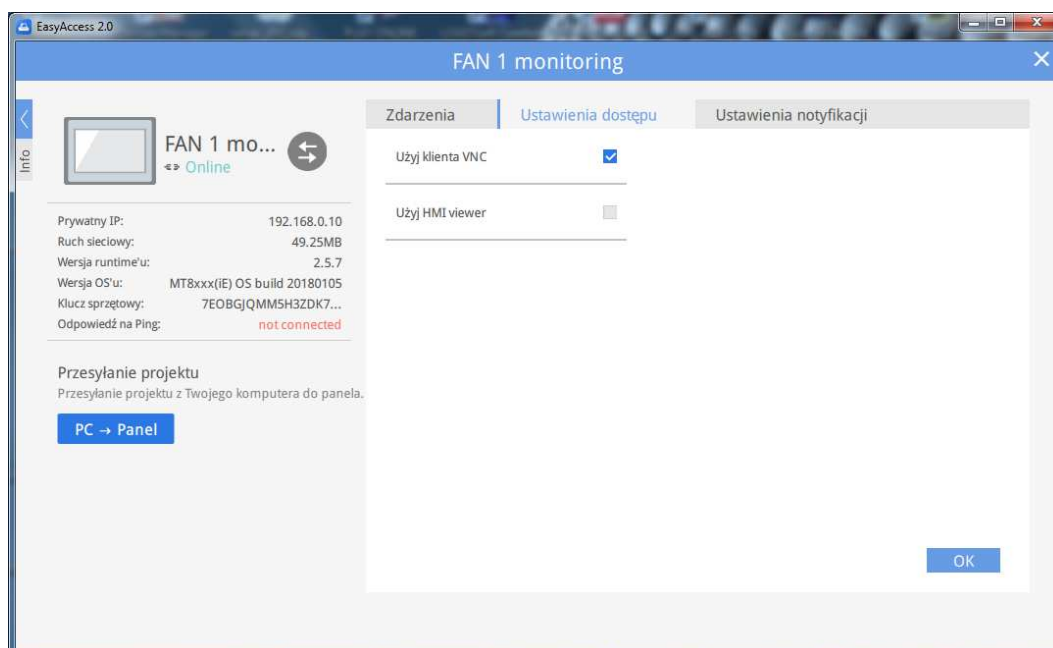 EasyAccess 2.0
FAN 1 monitoring
Info
FAN 1 mo...
Online
Prywatny IP: 192.168.0.10
Ruch sieciowy: 49.25MB
Wersja runtime'u: 2.5.7
Wersja OS'u: MT8xxx(iE) OS build 20180105
Klucz sprzętowy: 7EOBGJQMM5H3ZDK7...
Odpowiedź na Ping: not connected
Przesyłanie projektu
Przesyłanie projektu z Twojego komputera do panela.
PC → Panel
Zdarzenia Ustawienia dostępu Ustawienia notyfikacji
Użyj klienta VNC
Użyj HMI viewer
OK